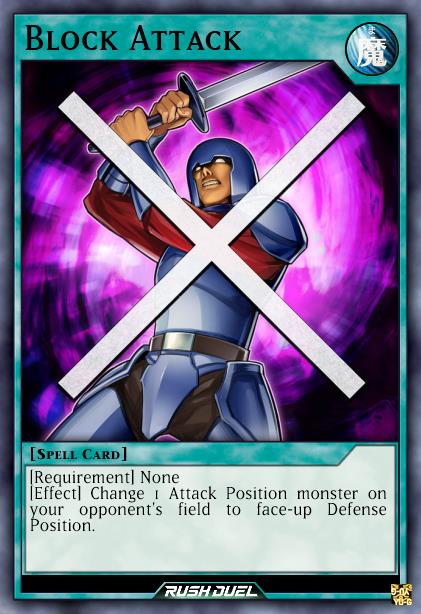 Block Attack
ま
魔
[Spell Card]
[Requirement] None
[Effect] Change 1 Attack Position monster on
your opponent's field to face-up Defense
Position.
RUSH DUEL